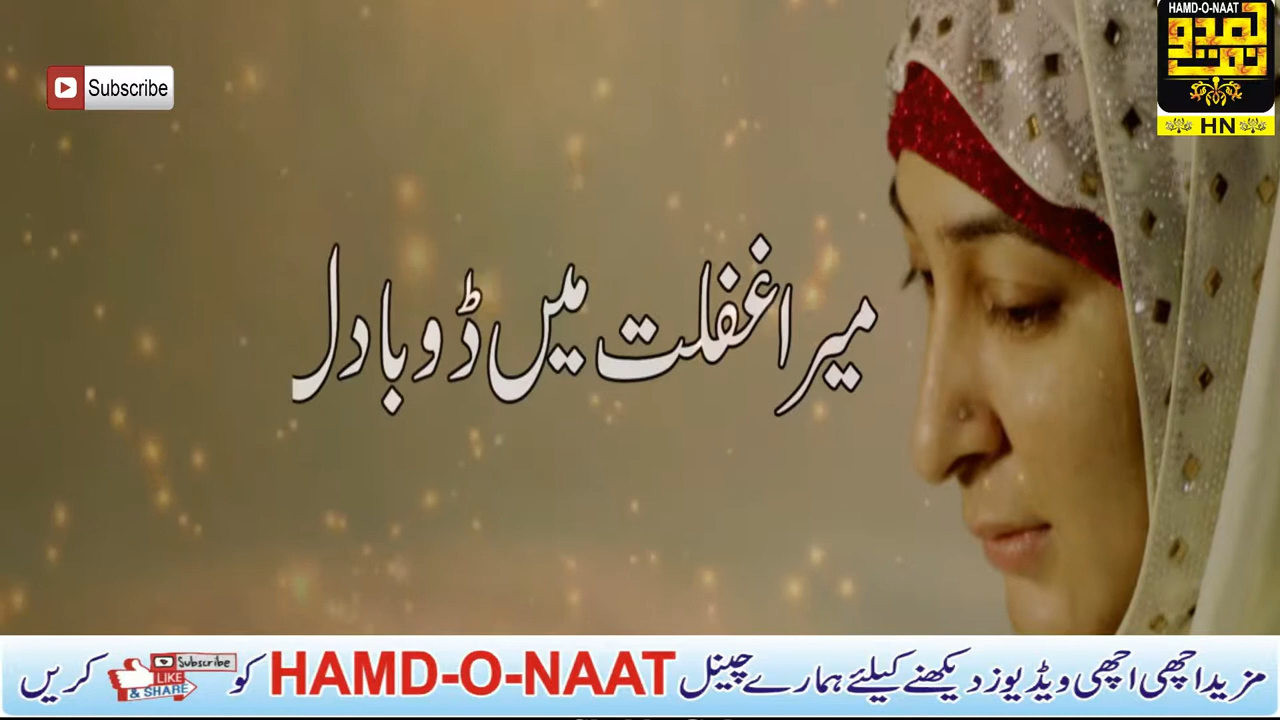 HAMD-O-NAAT
Subscribe
HN
میرا غفلت میں ڈوبا دل
مزید اچھی اچھی ویڈیوز دیکھنے کیلئے ہمارے چینل HAMD-O-NAAT کو Subscribe LIKE & SHARE کریں